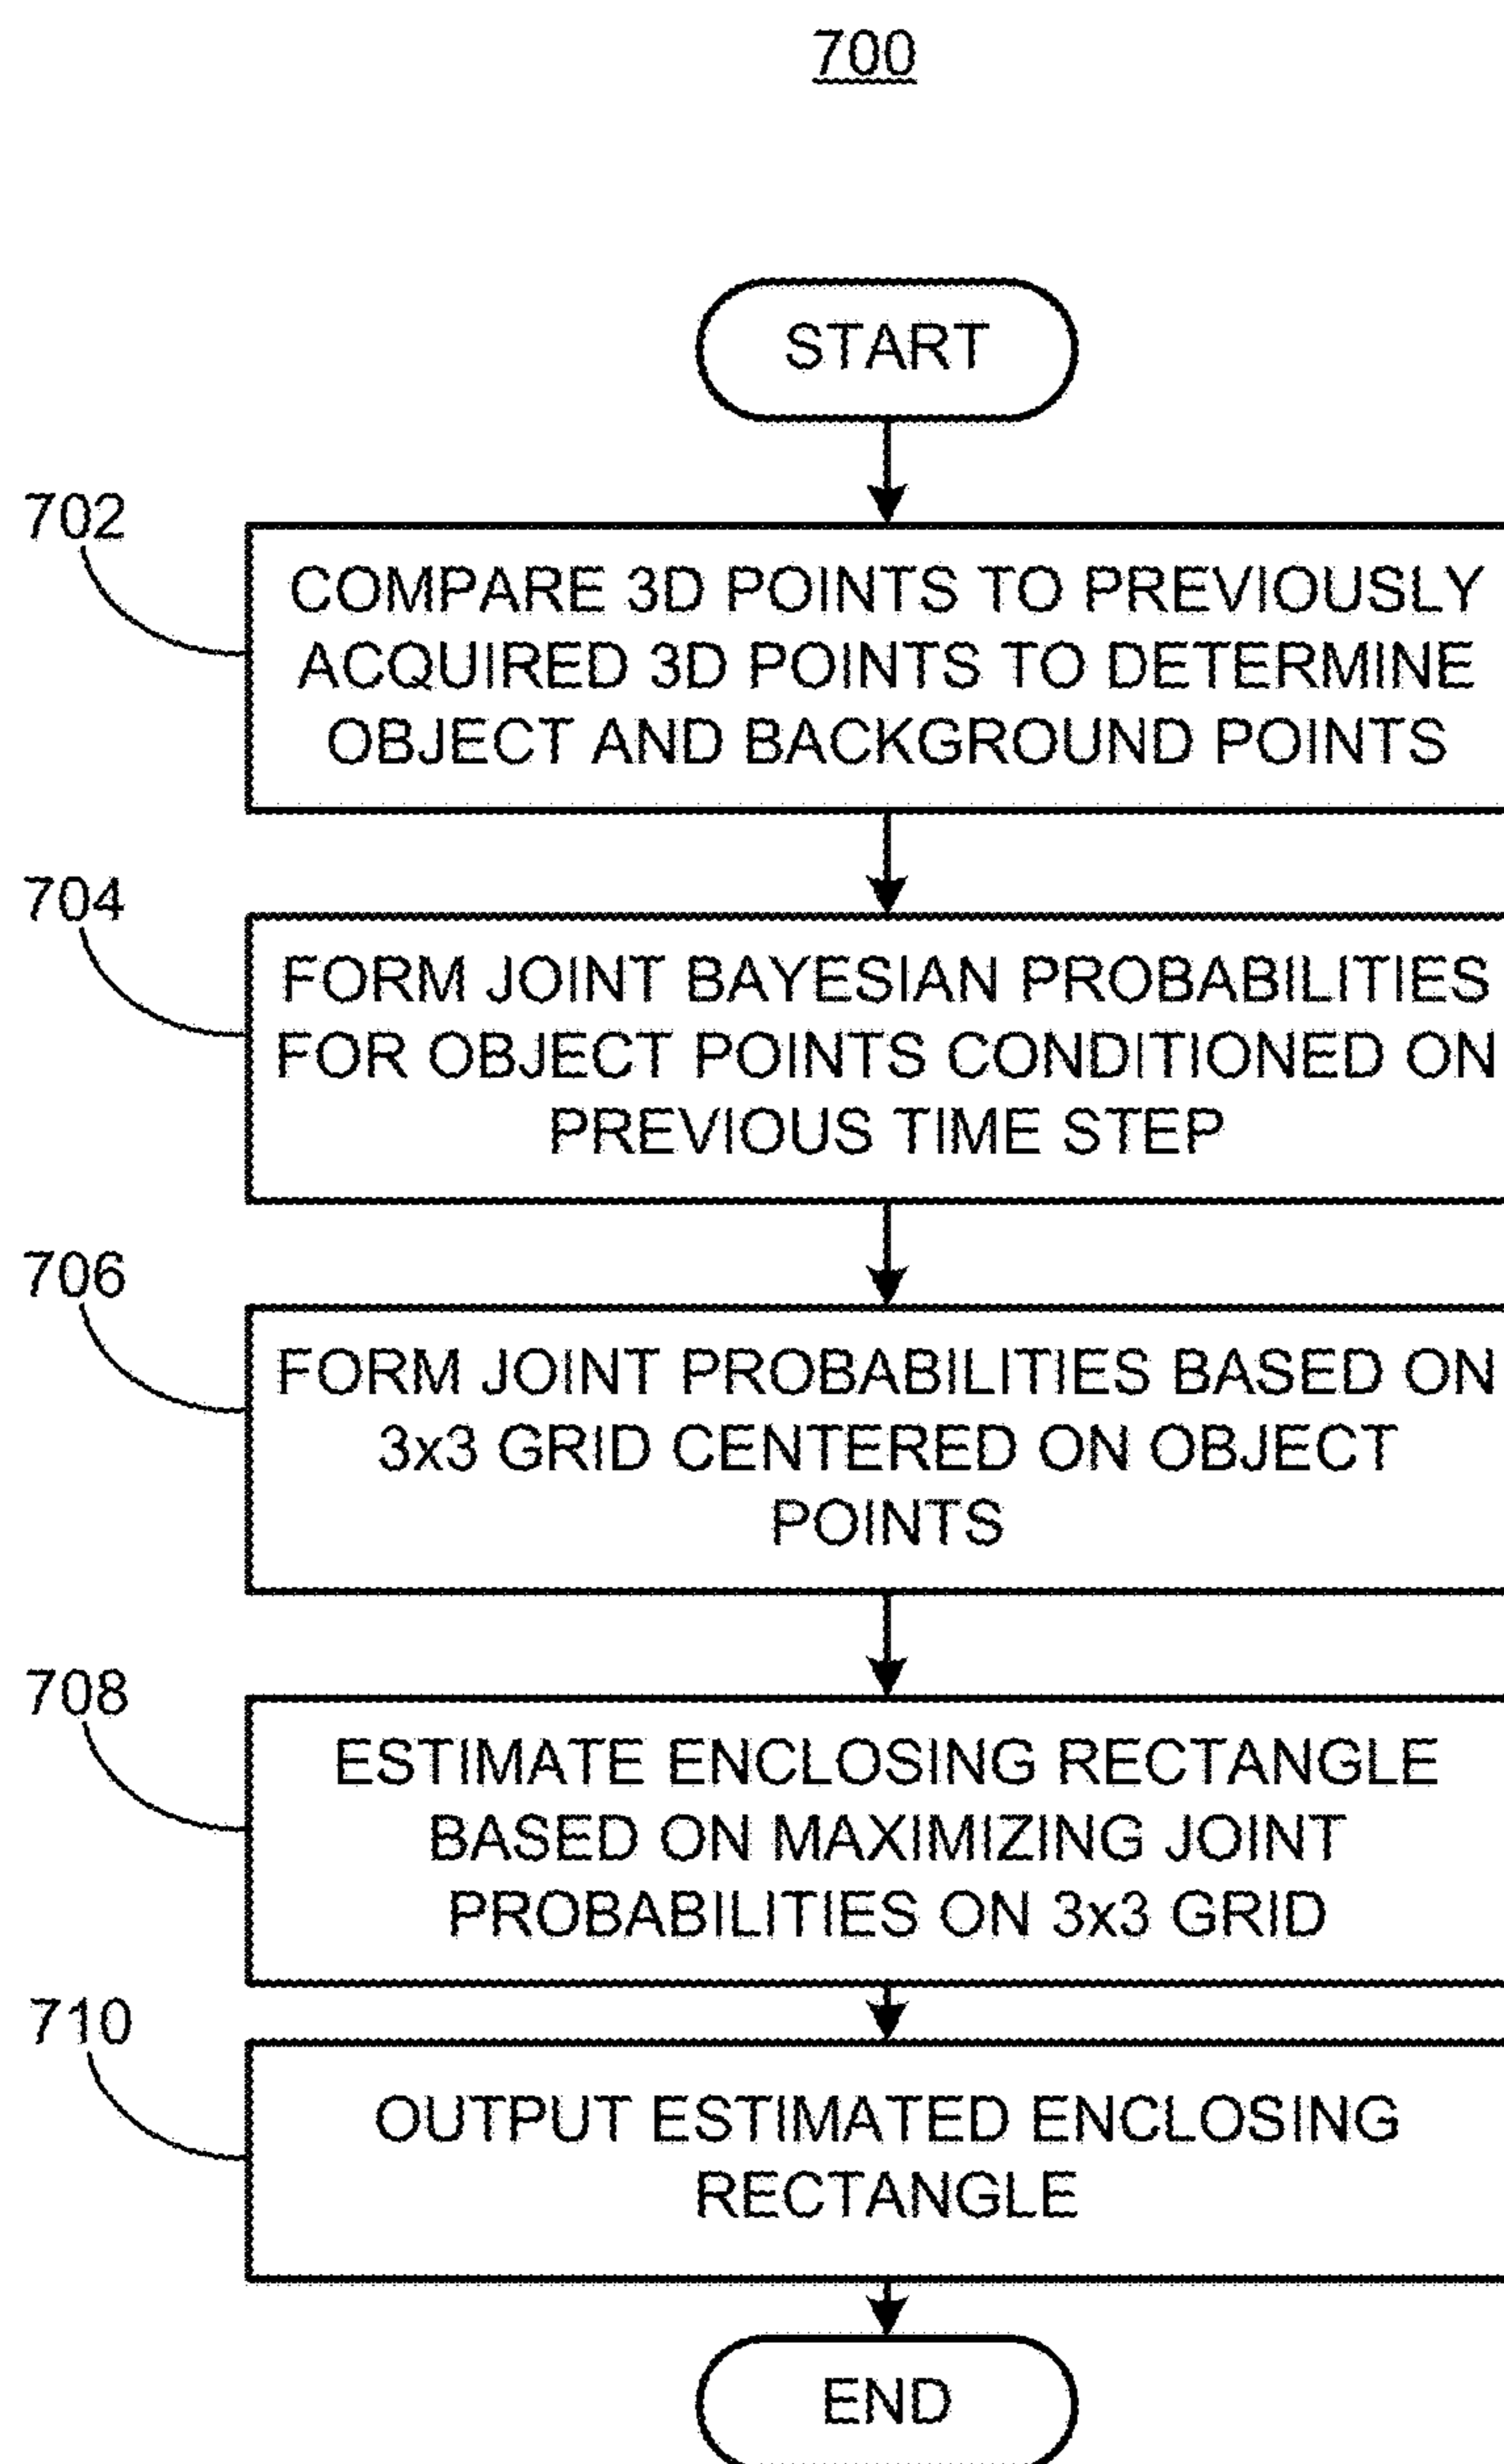 700
START
702
COMPARE 3D POINTS TO PREVIOUSLY
ACQUIRED 3D POINTS TO DETERMINE
OBJECT AND BACKGROUND POINTS
704
FORM JOINT BAYESIAN PROBABILITIES
FOR OBJECT POINTS CONDITIONED ON
PREVIOUS TIME STEP
706
FORM JOINT PROBABILITIES BASED ON
3x3 GRID CENTERED ON OBJECT
POINTS
708
ESTIMATE ENCLOSING RECTANGLE
BASED ON MAXIMIZING JOINT
PROBABILITIES ON 3x3 GRID
710
OUTPUT ESTIMATED ENCLOSING
RECTANGLE
END